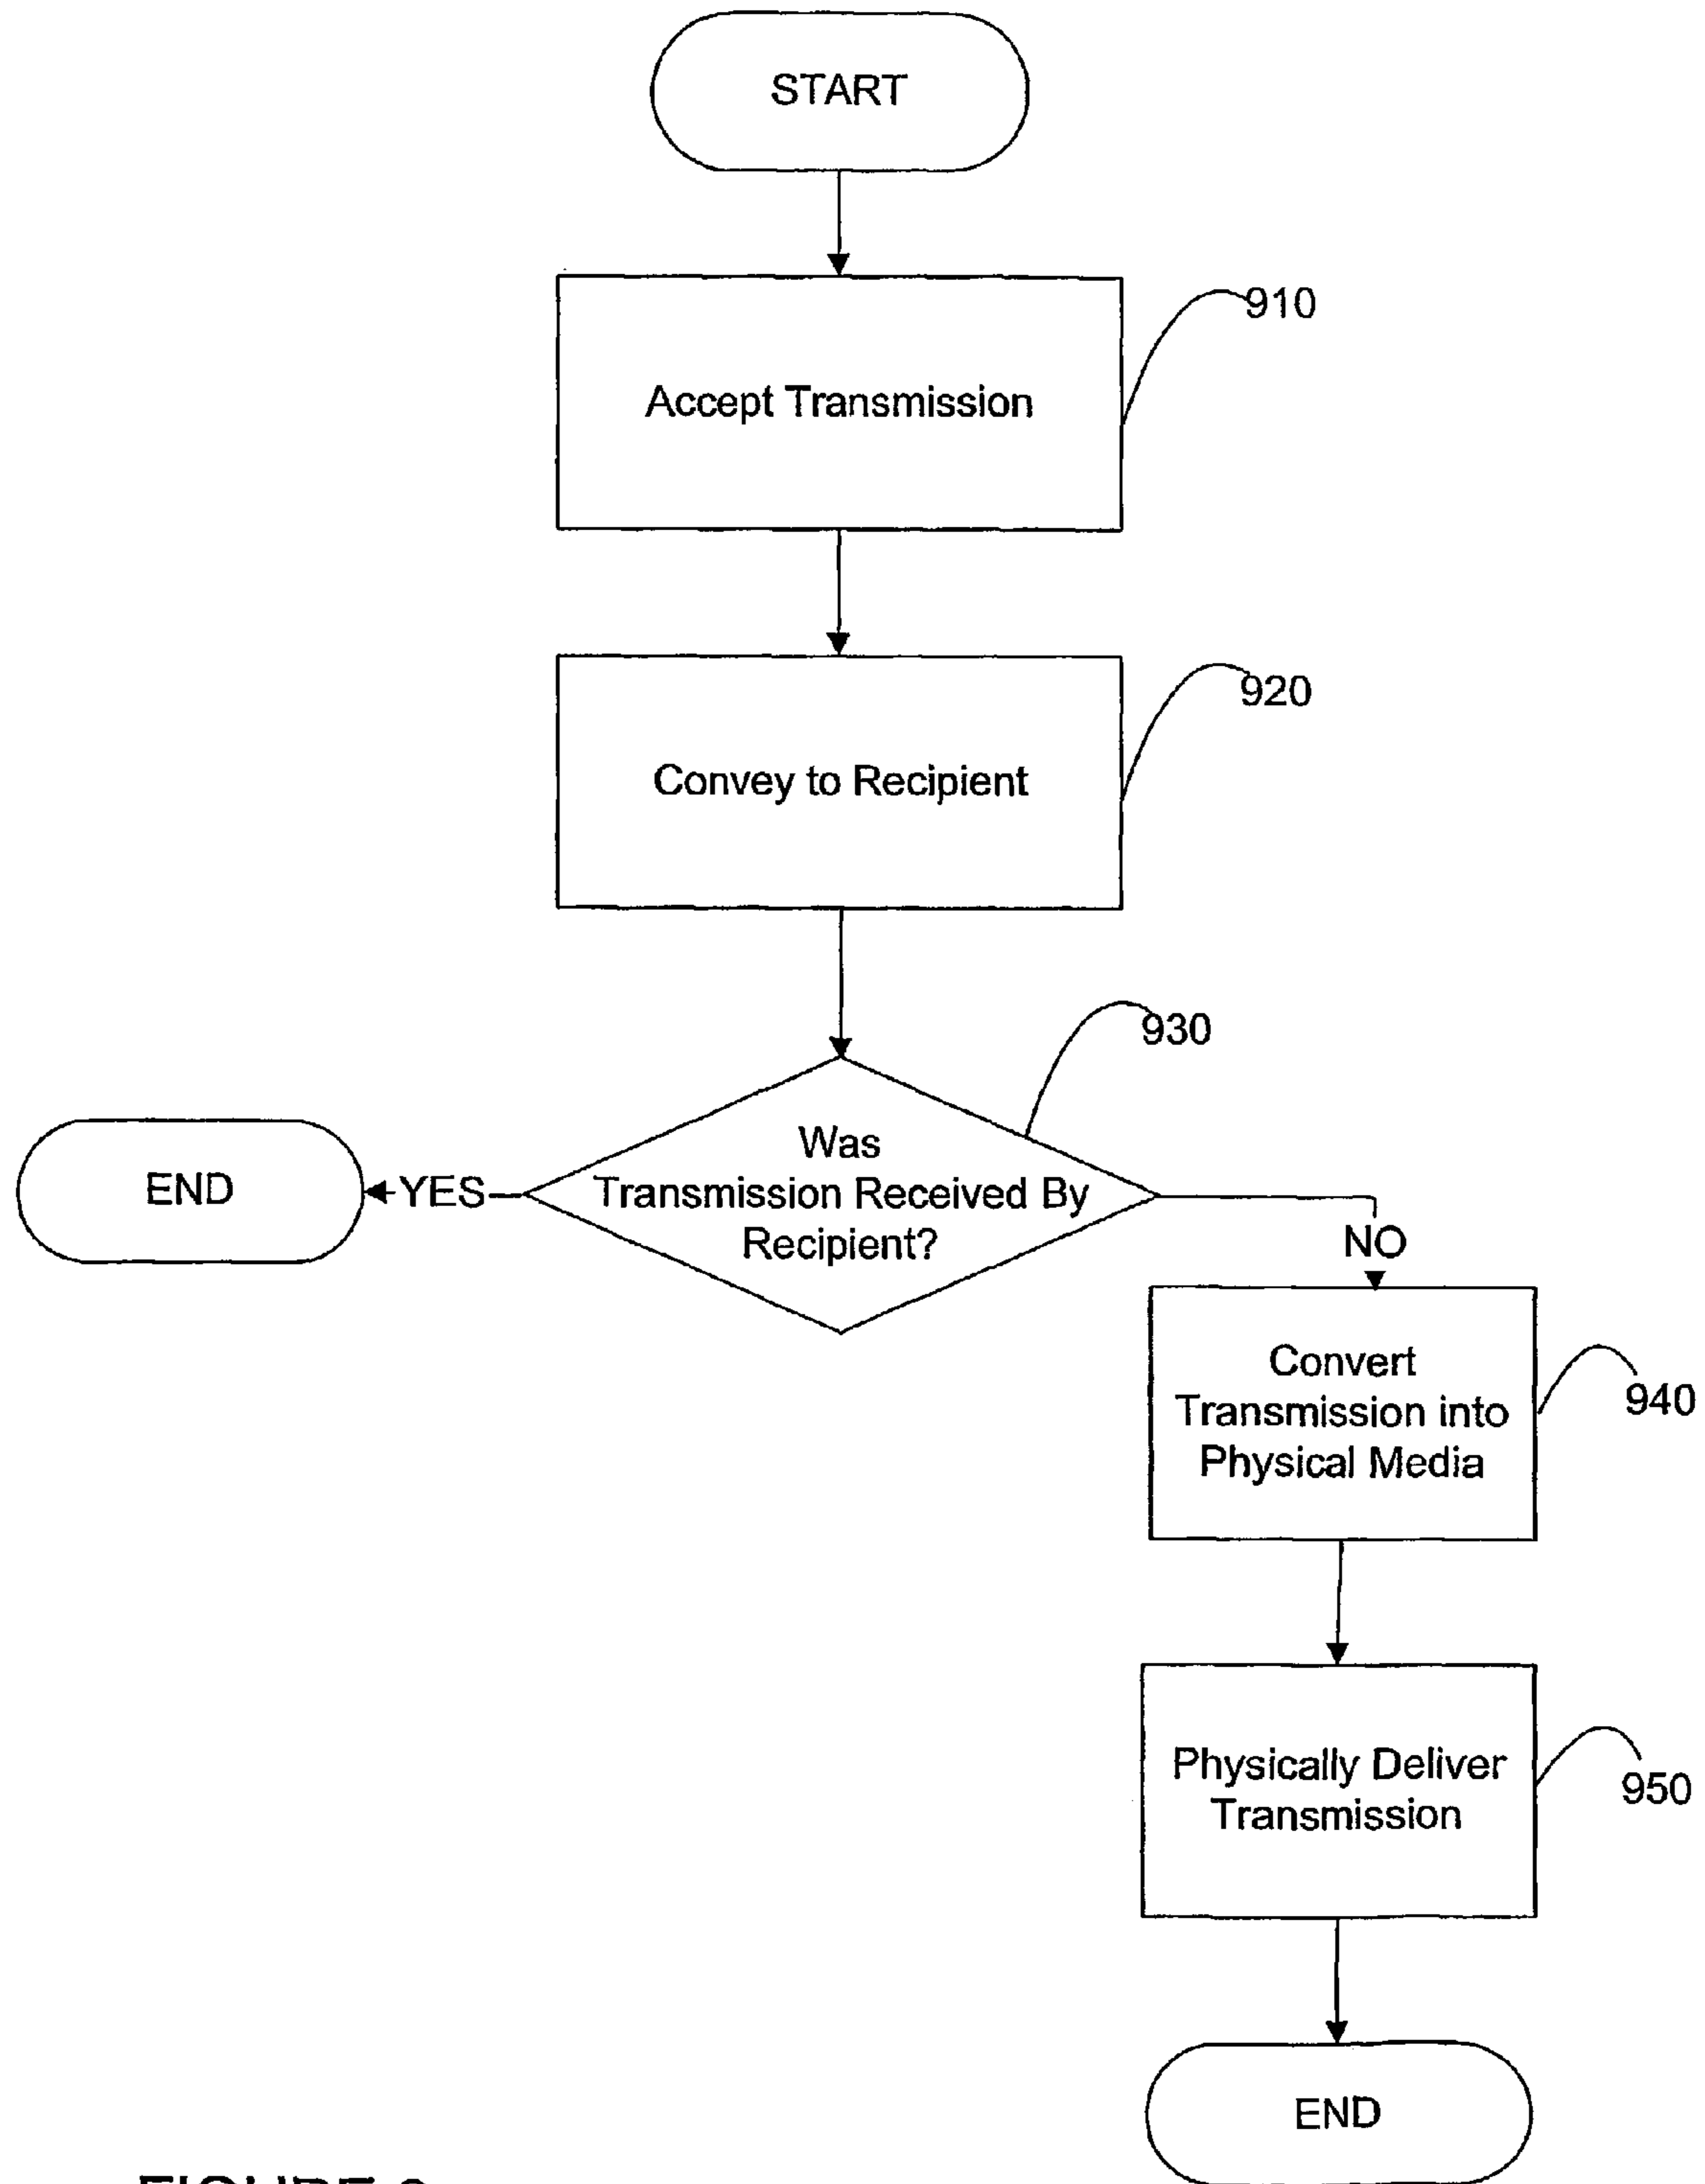 START
910
Accept Transmission
920
Convey to Recipient
930
Was
Transmission Received By
Recipient?
YES
END
NO
Convert
Transmission into
Physical Media
940
Physically Deliver
Transmission
950
END